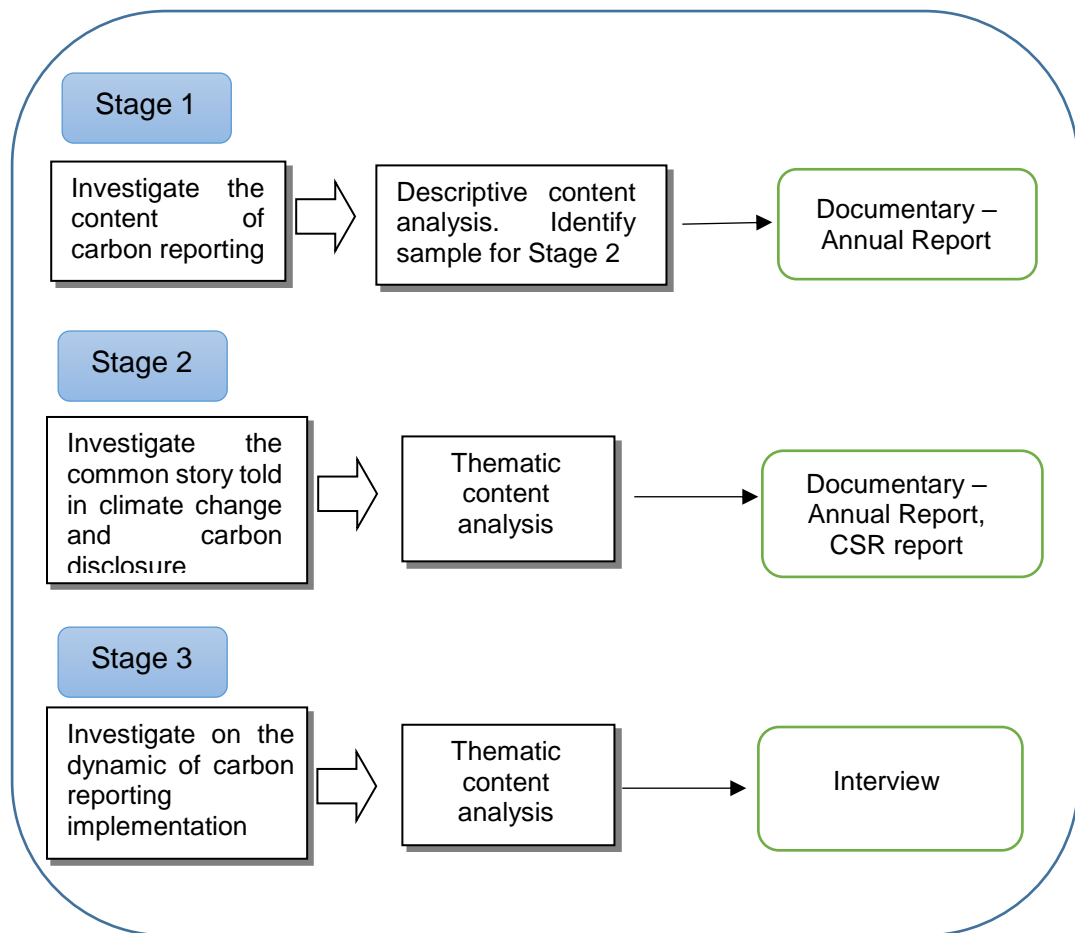 Stage 1
Investigate the
content of
carbon reporting
Descriptive content
analysis. Identify
sample for Stage 2
Documentary –
Annual Report
Stage 2
Investigate the
common story told
in climate change
and carbon
disclosure
Thematic
content
analysis
Documentary –
Annual Report,
CSR report
Stage 3
Investigate on the
dynamic of carbon
reporting
implementation
Thematic
content
analysis
Interview